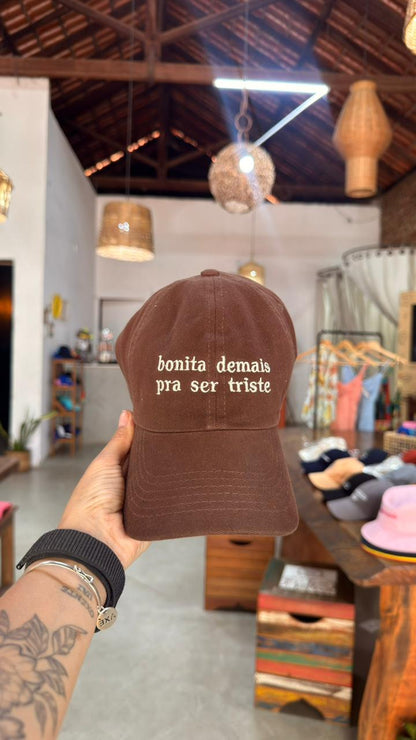 bonita demais
pra ser triste